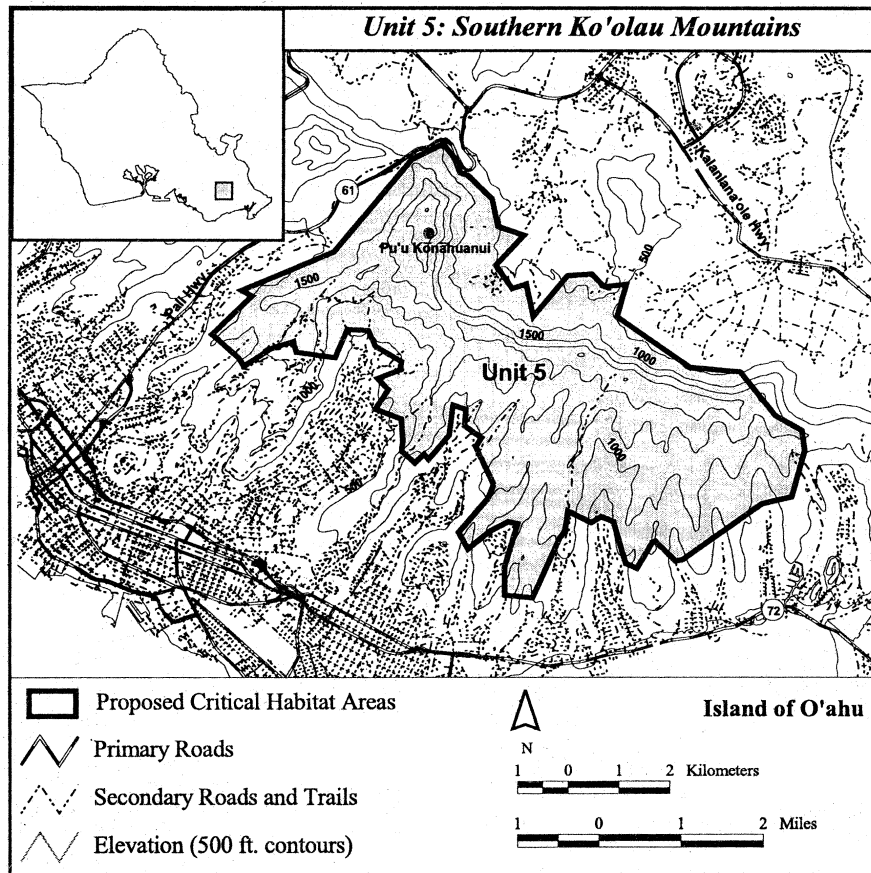 Unit 5: Southern Ko'olau Mountains
61
Kalaniana'ole Hwy
500
Pu'u Konahuanui
Pali Hwy
1500
1500
1000
Unit 5
1000
1000
72
Proposed Critical Habitat Areas
Primary Roads
Secondary Roads and Trails
Elevation (500 ft. contours)
N
Island of O'ahu
1 0 1 2 Kilometers
1 0 1 2 Miles